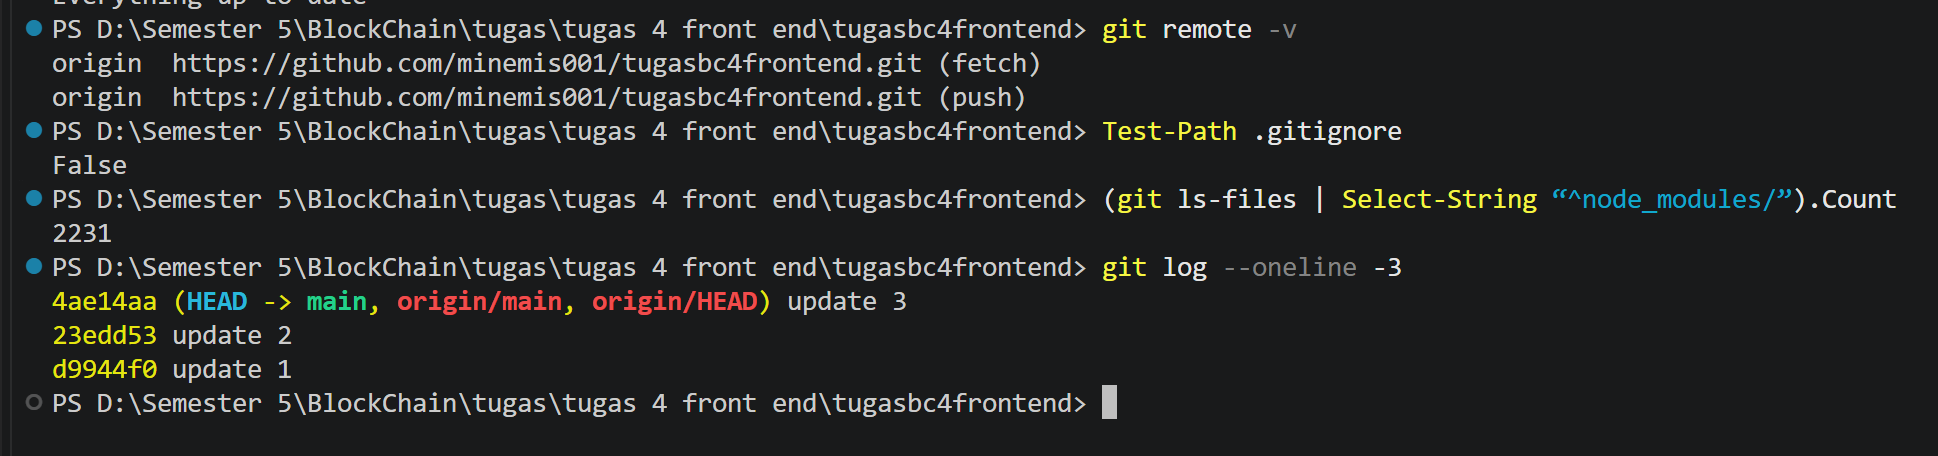 Everything up to date
PS D:\Semester 5\BlockChain\tugas\tugas 4 front end\tugasbc4frontend> git remote -v
origin  https://github.com/minemis001/tugasbc4frontend.git (fetch)
origin  https://github.com/minemis001/tugasbc4frontend.git (push)
PS D:\Semester 5\BlockChain\tugas\tugas 4 front end\tugasbc4frontend> Test-Path .gitignore
False
PS D:\Semester 5\BlockChain\tugas\tugas 4 front end\tugasbc4frontend> (git ls-files | Select-String “^node_modules/”).Count
2231
PS D:\Semester 5\BlockChain\tugas\tugas 4 front end\tugasbc4frontend> git log --oneline -3
4ae14aa (HEAD -> main, origin/main, origin/HEAD) update 3
23edd53 update 2
d9944f0 update 1
PS D:\Semester 5\BlockChain\tugas\tugas 4 front end\tugasbc4frontend>